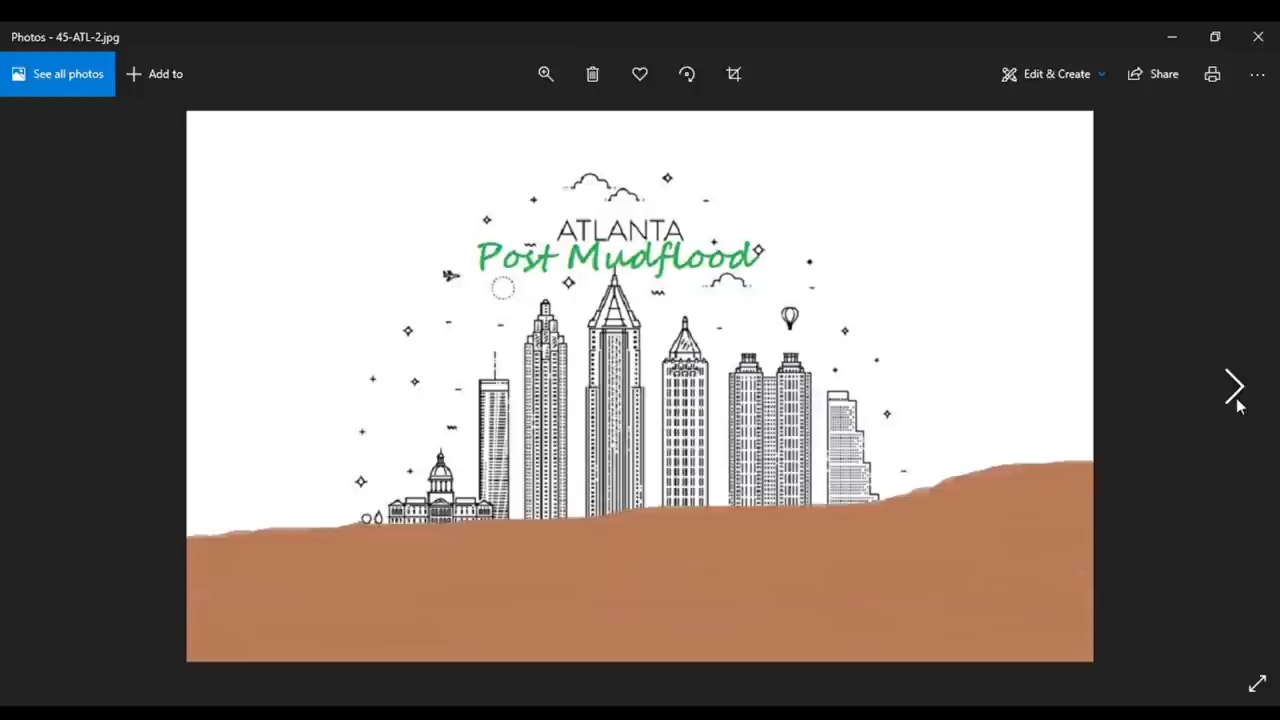 Photos - 45-ATL-2.jpg
See all photos
Add to
Edit & Create
Share
ATLANTA
Post Mudflood